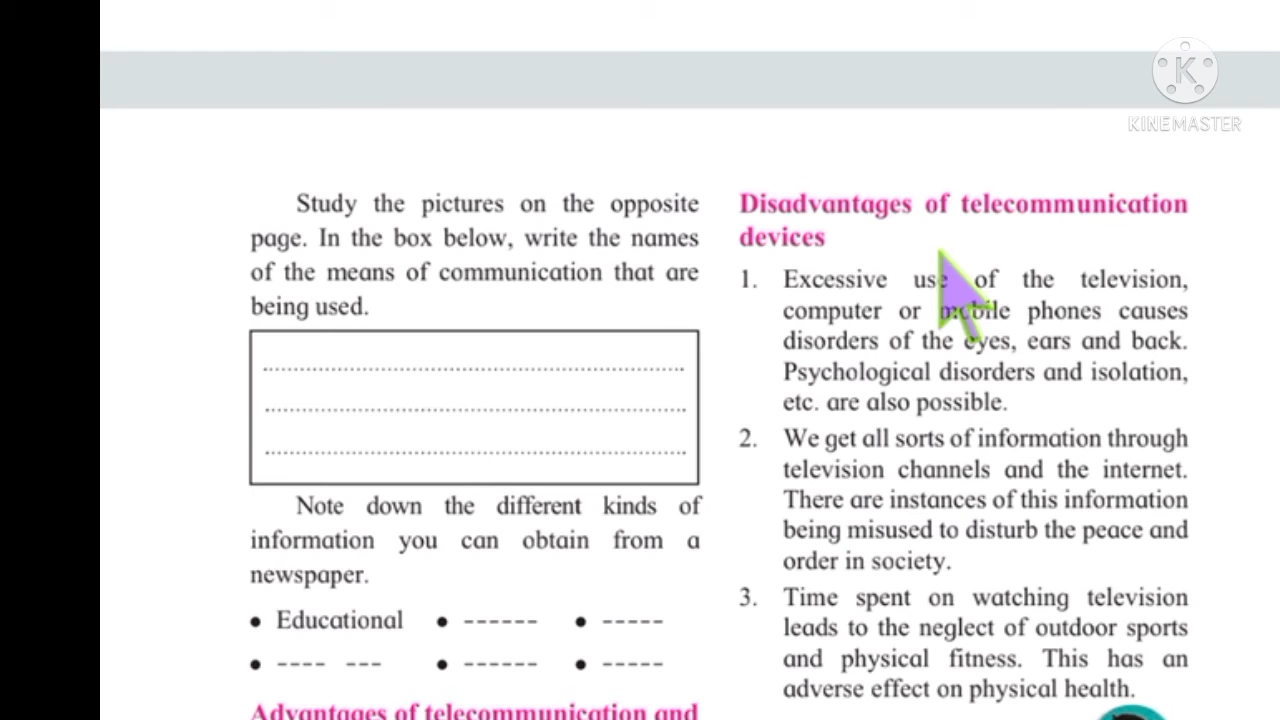 KINEMASTER
Study the pictures on the opposite
page. In the box below, write the names
of the means of communication that are
being used.
Note down the different kinds of
information you can obtain from a
newspaper.
• Educational • ------ • -----
• ---- --- • ------ • -----
Advantages of telecommunication and
Disadvantages of telecommunication
devices
1. Excessive use of the television,
computer or mobile phones causes
disorders of the eyes, ears and back.
Psychological disorders and isolation,
etc. are also possible.
2. We get all sorts of information through
television channels and the internet.
There are instances of this information
being misused to disturb the peace and
order in society.
3. Time spent on watching television
leads to the neglect of outdoor sports
and physical fitness. This has an
adverse effect on physical health.